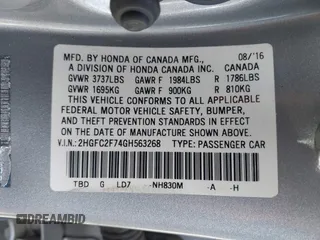 MFD. BY HONDA OF CANADA MFG., 08/'16
A DIVISION OF HONDA CANADA INC. CANADA
GVWR 3737LBS GAWR F 1984LBS R 1786LBS
GVWR 1695KG GAWR F 900KG R 810KG
THIS VEHICLE CONFORMS TO ALL APPLICABLE
FEDERAL MOTOR VEHICLE SAFETY, BUMPER,
AND THEFT PREVENTION STANDARDS IN EFFECT
ON THE DATE OF MANUFACTURE SHOWN ABOVE.
V.I.N.: 2HGFC2F74GH563268 TYPE: PASSENGER CAR
TBD G LD7 -NH830M -A -H
DREAMBID